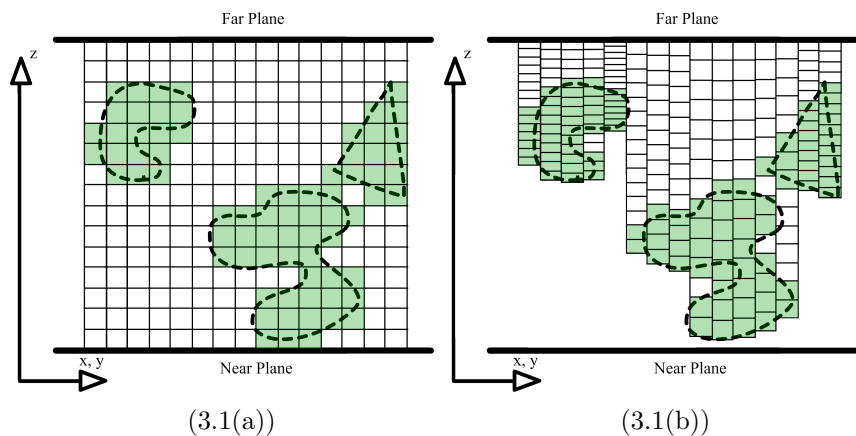 Far Plane
z
x, y
Near Plane
(3.1(a))
Far Plane
z
x, y
Near Plane
(3.1(b))